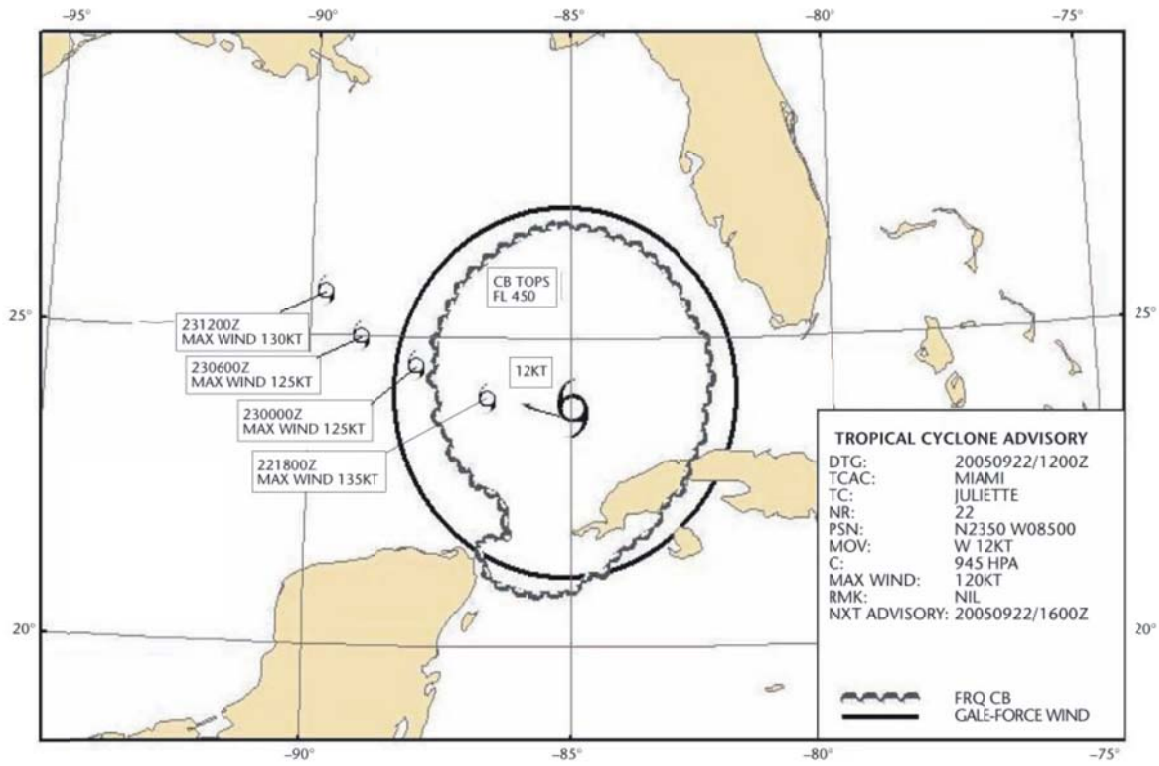 −95°
−90°
−85°
−80°
−75°
CB TOPS
FL 450
25°
25°
231200Z
MAX WIND 130KT
12KT
230600Z
MAX WIND 125KT
230000Z
MAX WIND 125KT
221800Z
MAX WIND 135KT
TROPICAL CYCLONE ADVISORY
DTG: 20050922/1200Z
TCAC: MIAMI
TC: JULIETTE
NR: 22
PSN: N2350 W08500
MOV: W 12KT
C: 945 HPA
MAX WIND: 120KT
RMK: NIL
NXT ADVISORY: 20050922/1600Z
20°
20°
FRQ CB
GALE-FORCE WIND
−90°
−85°
−80°
−75°